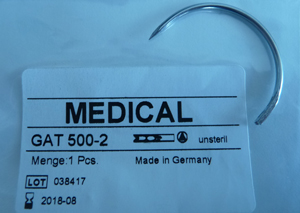 MEDICAL
GAT 500-2 unsteril
Menge:1 Pcs. Made in Germany
LOT 038417
2018-08